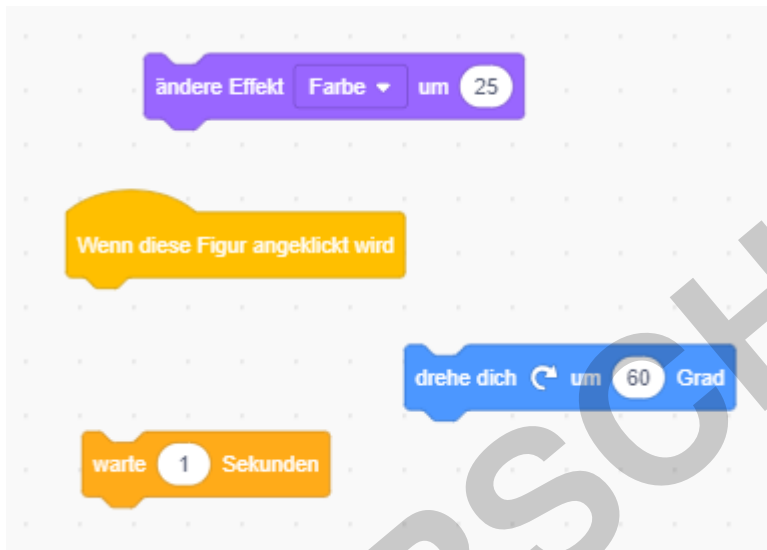 ändere Effekt Farbe um 25
Wenn diese Figur angeklickt wird
drehe dich um 60 Grad
warte 1 Sekunden